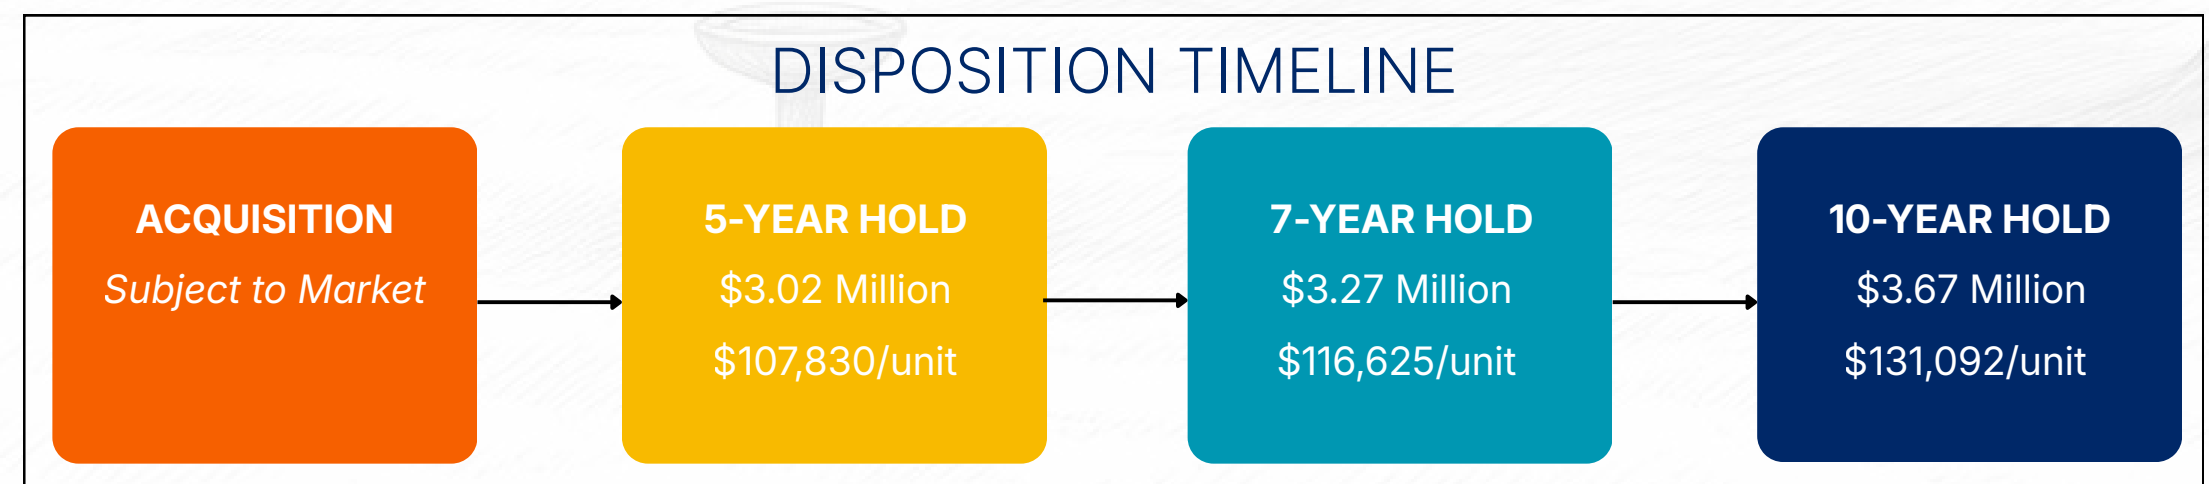 DISPOSITION TIMELINE
ACQUISITION
Subject to Market
5-YEAR HOLD
$3.02 Million
$107,830/unit
7-YEAR HOLD
$3.27 Million
$116,625/unit
10-YEAR HOLD
$3.67 Million
$131,092/unit